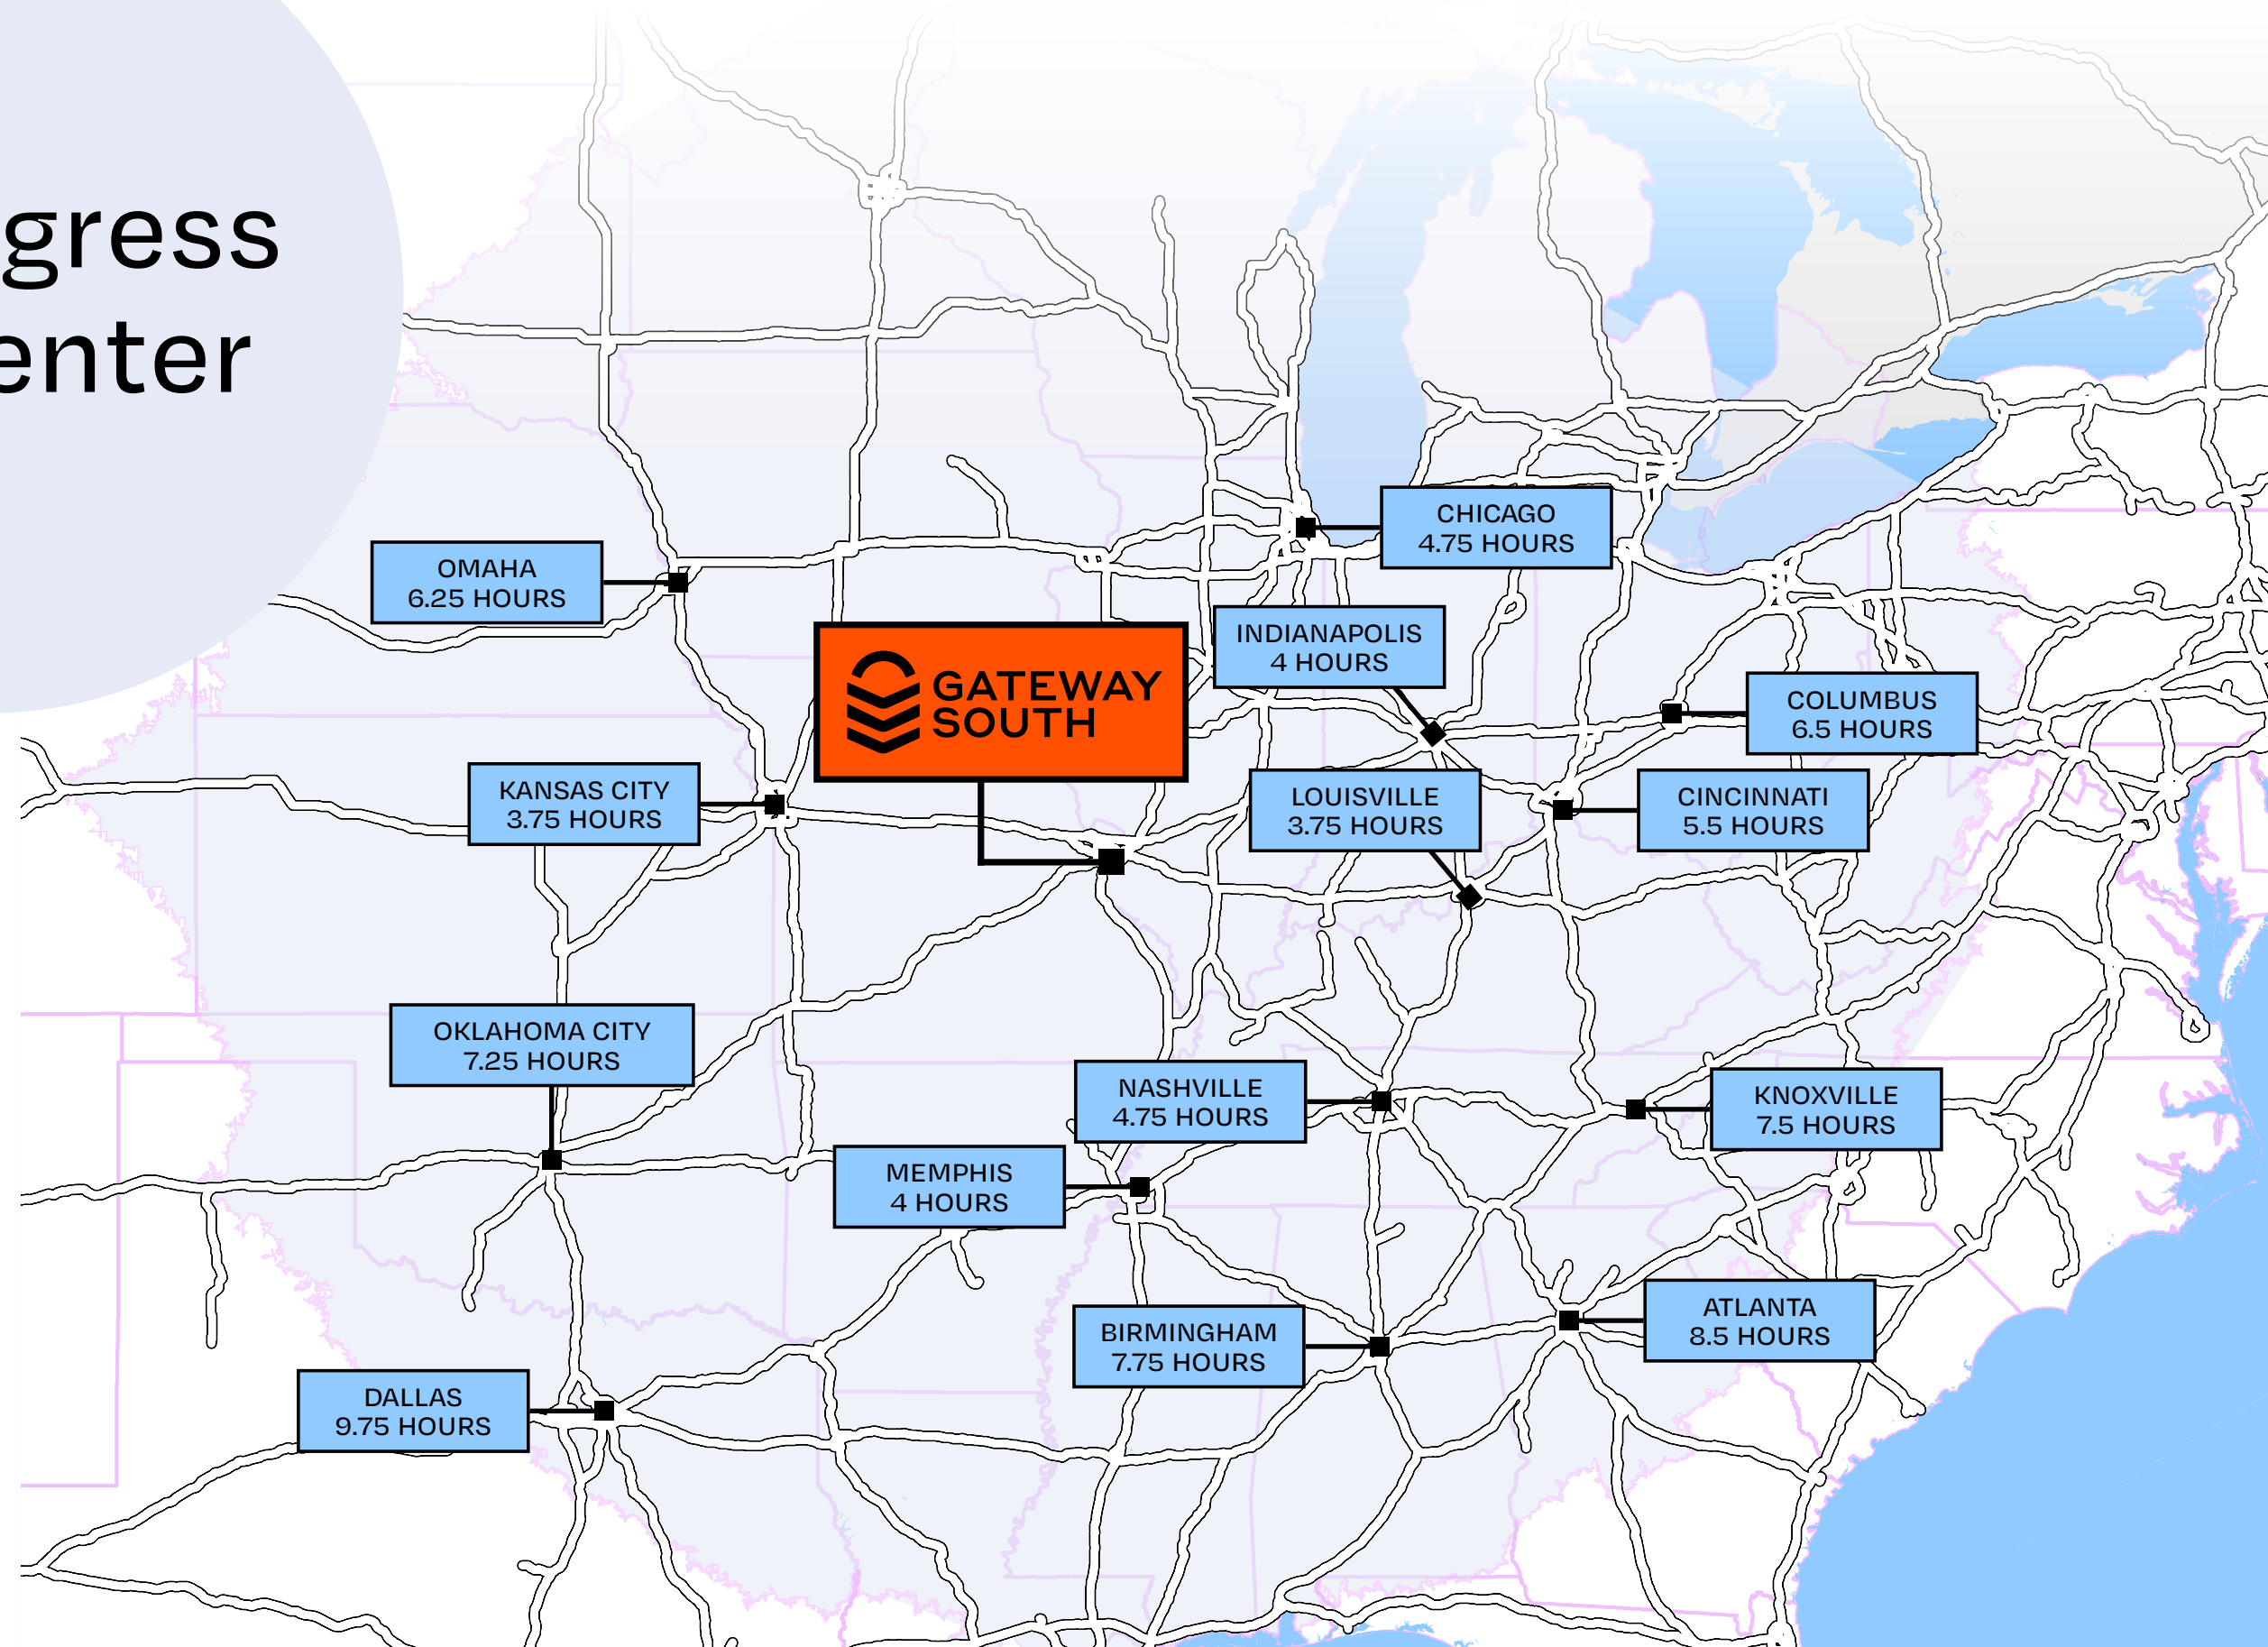 gress
enter
CHICAGO
4.75 HOURS
OMAHA
6.25 HOURS
INDIANAPOLIS
4 HOURS
GATEWAY
SOUTH
COLUMBUS
6.5 HOURS
KANSAS CITY
3.75 HOURS
LOUISVILLE
3.75 HOURS
CINCINNATI
5.5 HOURS
OKLAHOMA CITY
7.25 HOURS
NASHVILLE
4.75 HOURS
KNOXVILLE
7.5 HOURS
MEMPHIS
4 HOURS
ATLANTA
8.5 HOURS
BIRMINGHAM
7.75 HOURS
DALLAS
9.75 HOURS